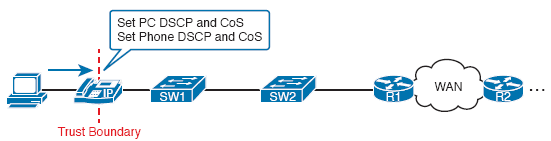 Set PC DSCP and CoS
Set Phone DSCP and CoS
IP
SW1
SW2
R1
WAN
R2
...
Trust Boundary